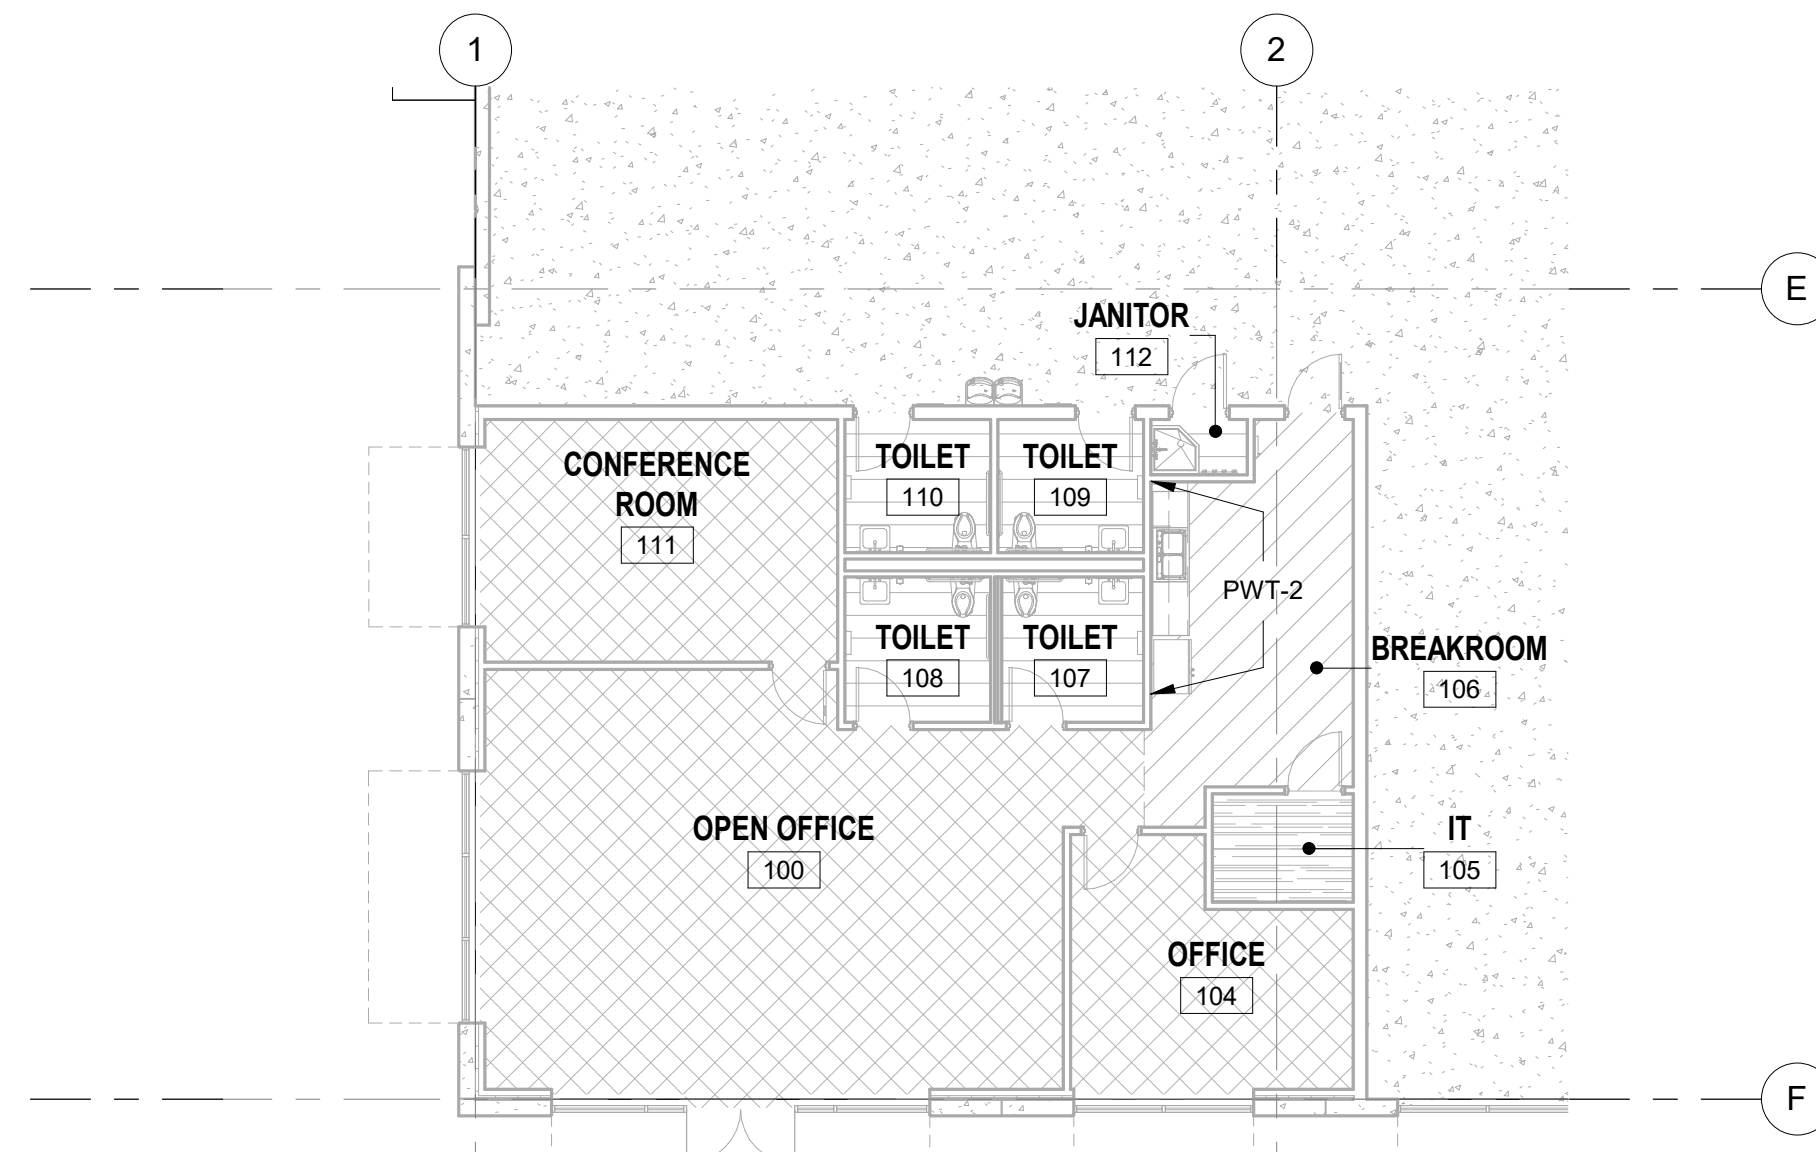 1
2
E
JANITOR
112
CONFERENCE
ROOM
111
TOILET
110
TOILET
109
PWT-2
TOILET
108
TOILET
107
BREAKROOM
106
OPEN OFFICE
100
IT
105
OFFICE
104
F